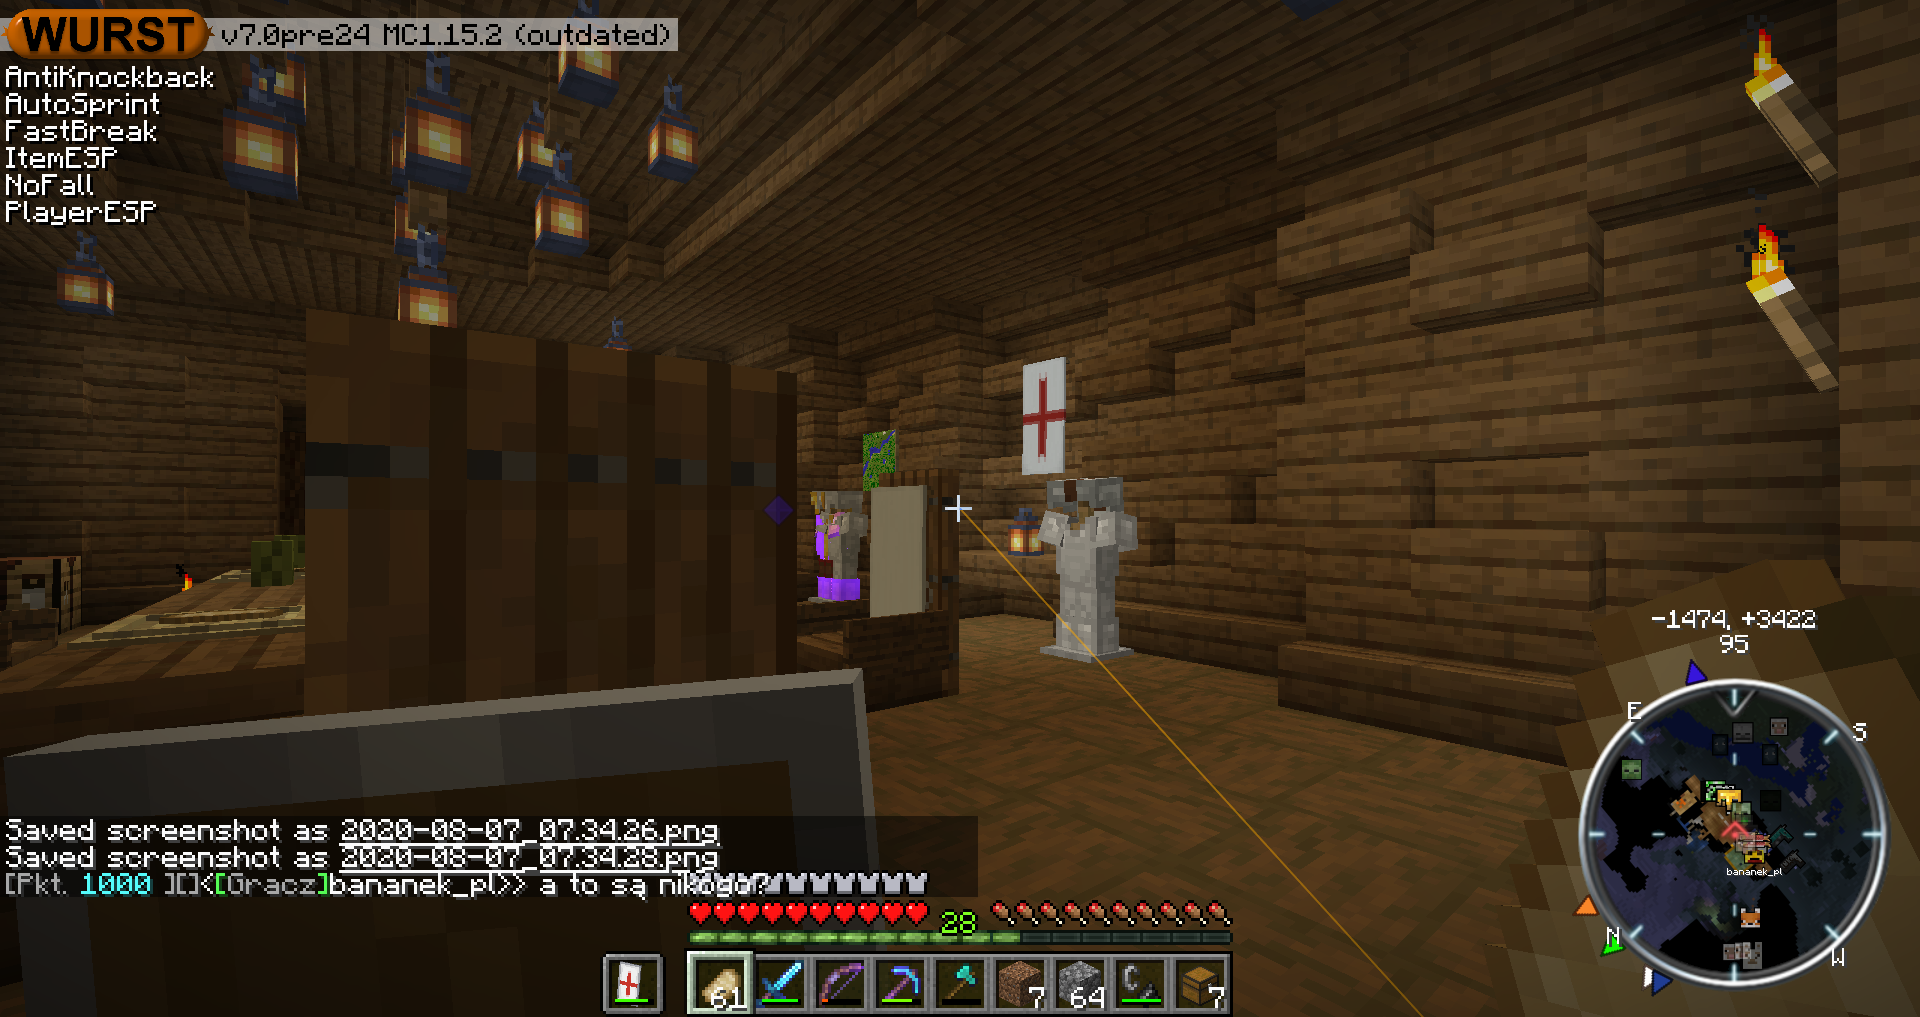 WURST v7.0pre24 MC1.15.2 (outdated)
AntiKnockback
AutoSprint
FastBreak
ItemESP
NoFall
PlayerESP
-1474, +3422
95
E
S
bananek_pl
N
W
Saved screenshot as 2020-08-07_07.34.26.png
Saved screenshot as 2020-08-07_07.34.28.png
[Pkt. 1000 ][]<[Gracz]bananek_pl>> a to są nikogo?
28
61
7
64
7